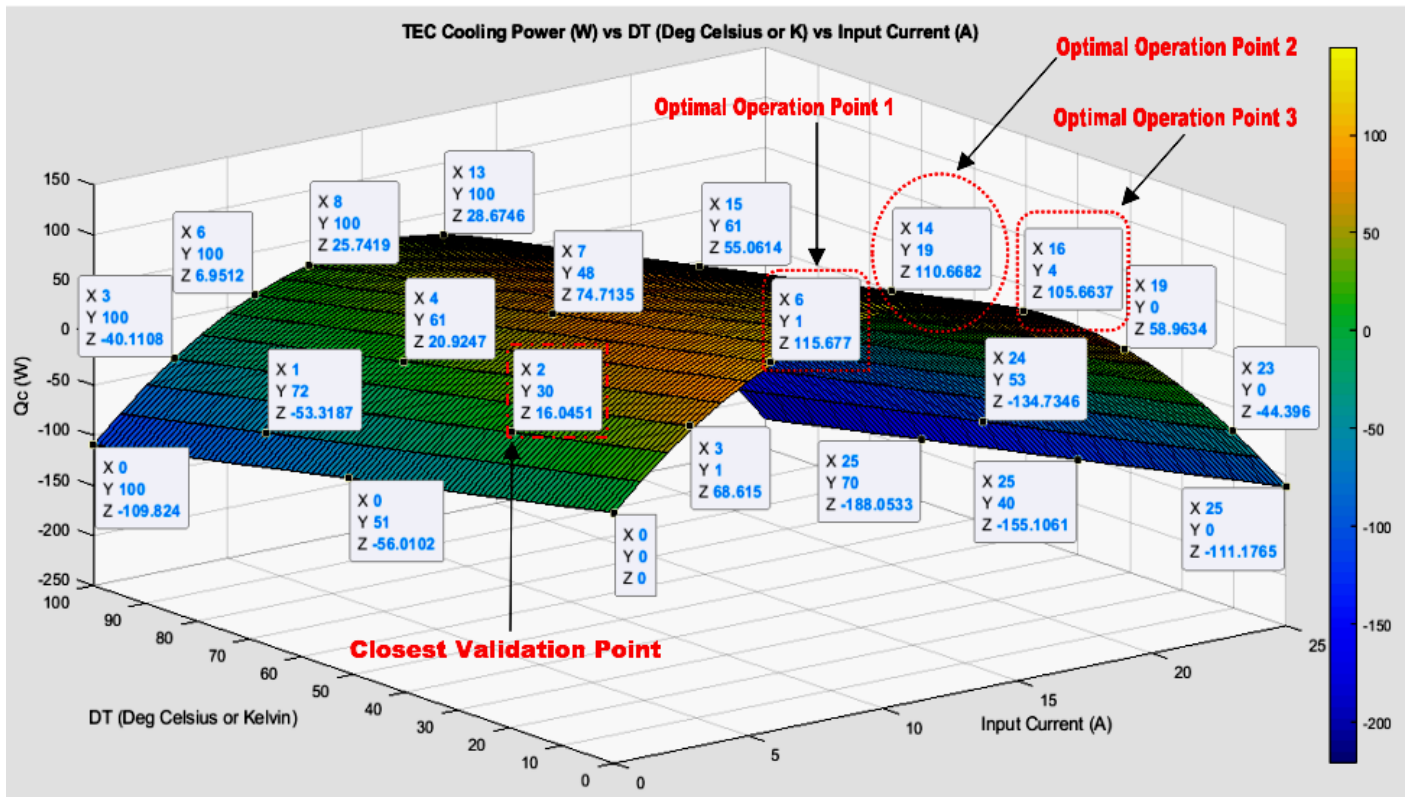 TEC Cooling Power (W) vs DT (Deg Celsius or K) vs Input Current (A)
Optimal Operation Point 2
Optimal Operation Point 1
Optimal Operation Point 3
X 13
Y 100
Z 28.6746
X 8
Y 100
Z 25.7419
X 6
Y 100
Z 6.9512
X 3
Y 100
Z -40.1108
X 15
Y 61
Z 55.0614
X 14
Y 19
Z 110.6682
X 16
Y 4
Z 105.6637
X 7
Y 48
Z 74.7135
X 19
Y 0
Z 58.9634
X 6
Y 1
Z 115.677
X 4
Y 61
Z 20.9247
X 1
Y 72
Z -53.3187
X 2
Y 30
Z 16.0451
X 24
Y 53
Z -134.7346
X 23
Y 0
Z -44.396
X 0
Y 100
Z -109.824
X 0
Y 51
Z -56.0102
X 0
Y 0
Z 0
X 3
Y 1
Z 68.615
X 25
Y 70
Z -188.0533
X 25
Y 40
Z -155.1061
X 25
Y 0
Z -111.1765
Closest Validation Point
Qc (W)
150
100
50
0
-50
-100
-150
-200
-250
DT (Deg Celsius or Kelvin)
100
90
80
70
60
50
40
30
20
10
0
Input Current (A)
0
5
10
15
20
25
100
50
0
-50
-100
-150
-200